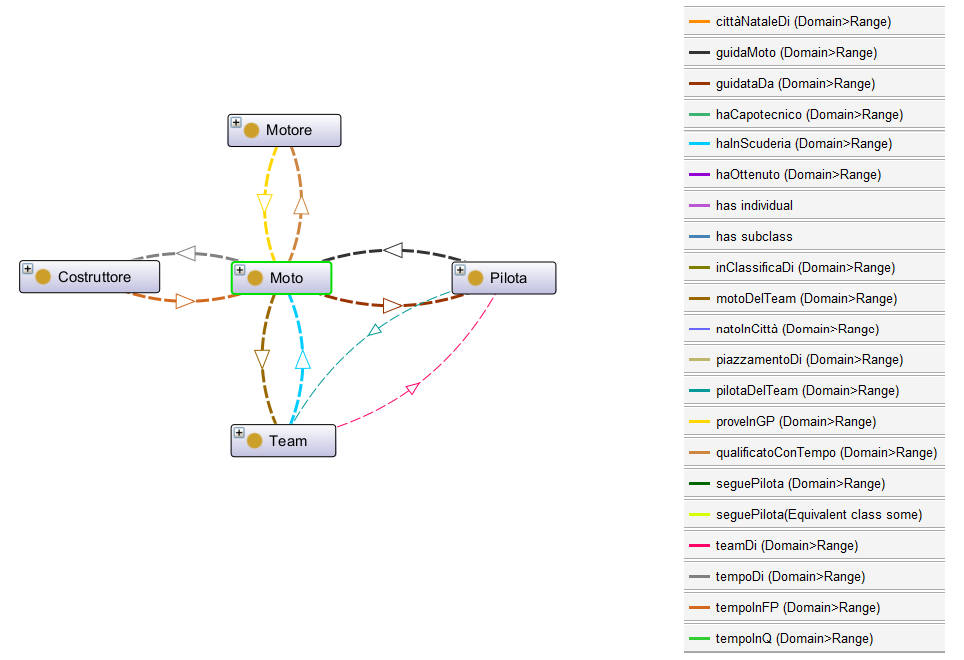 Motore
Costruttore
Moto
Pilota
Team
cittàNataleDi (Domain>Range)
guidaMoto (Domain>Range)
guidataDa (Domain>Range)
haCapotecnico (Domain>Range)
haInScuderia (Domain>Range)
haOttenuto (Domain>Range)
has individual
has subclass
inClassificaDi (Domain>Range)
motoDelTeam (Domain>Range)
natoInCittà (Domain>Range)
piazzamentoDi (Domain>Range)
pilotaDelTeam (Domain>Range)
proveInGP (Domain>Range)
qualificatoConTempo (Domain>Range)
seguePilota (Domain>Range)
seguePilota(Equivalent class some)
teamDi (Domain>Range)
tempoDi (Domain>Range)
tempoInFP (Domain>Range)
tempoInQ (Domain>Range)